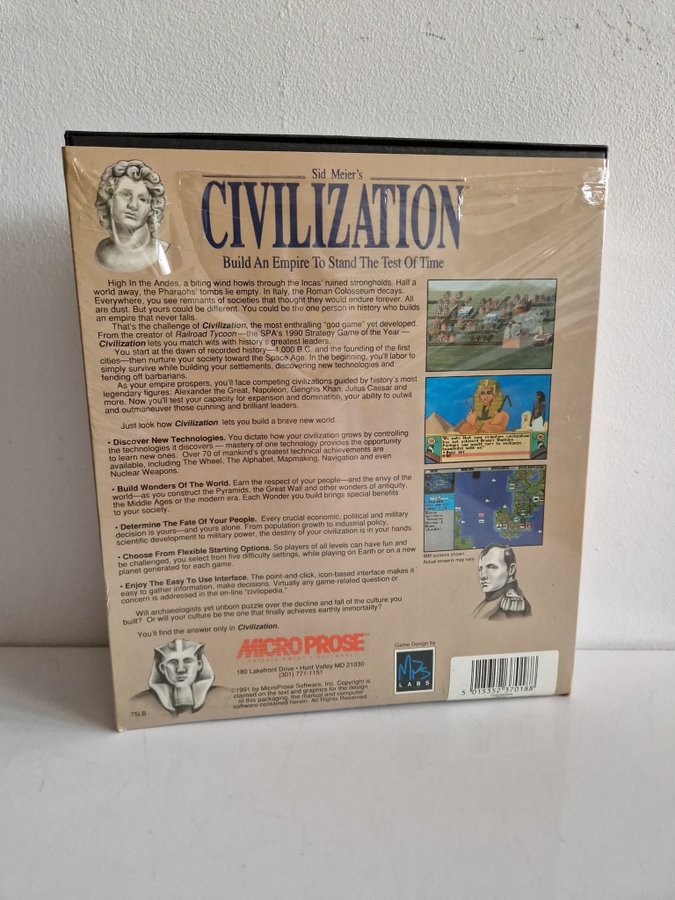 Sid Meier's
CIVILIZATION
Build An Empire To Stand The Test Of Time
High In the Andes, a biting wind howls through the Incas' ruined strongholds. Half a
world away, the Pharaohs' tombs lie empty. In Italy, the Roman Colosseum decays.
Everywhere, you see remnants of societies that thought they would endure forever. All
are dust. But yours could be different. You could be the one person in history who builds
an empire that never falls.
That's the challenge of Civilization, the most enthralling "god game" yet developed.
From the creator of Railroad Tycoon—the SPA's 1990 Strategy Game of the Year —
Civilization lets you match wits with history's greatest leaders.
You start at the dawn of recorded history—4,000 B.C. and the founding of the first
cities—then nurture your society toward the Space Age. In the beginning, you'll labor to
simply survive while building your settlements, discovering new technologies and
fending off barbarians.
As your empire prospers, you'll face competing civilizations guided by history's most
legendary figures: Alexander the Great, Napoleon, Genghis Khan, Julius Caesar and
more. Now you'll test your capacity for expansion and domination, your ability to outwit
and outmaneuver those cunning and brilliant leaders.
Just look how Civilization lets you build a brave new world.
• Discover New Technologies. You dictate how your civilization grows by controlling
the technologies it discovers — mastery of one technology provides the opportunity
to learn new ones. Over 70 of mankind's greatest technical achievements are
available, including The Wheel, The Alphabet, Mapmaking, Navigation and even
Nuclear Weapons.
• Build Wonders Of The World. Earn the respect of your people—and the envy of the
world—as you construct the Pyramids, the Great Wall and other wonders of antiquity,
the Middle Ages or the modern era. Each Wonder you build brings special benefits
to your society.
• Determine The Fate Of Your People. Every crucial economic, political and military
decision is yours—and yours alone. From population growth to industrial policy,
scientific development to military power, the destiny of your civilization is in your hands.
• Choose From Flexible Starting Options. So players of all levels can have fun and
be challenged, you select from five difficulty settings, while playing on Earth or on a new
planet generated for each game.
• Enjoy The Easy To Use Interface. The point-and-click, icon-based interface makes it
easy to gather information, make decisions. Virtually any game-related question or
concern is addressed in the on-line "civilopedia."
Will archaeologists yet unborn puzzle over the decline and fall of the culture you
built? Or will your culture be the one that finally achieves earthly immortality?
You'll find the answer only in Civilization.
IBM screens shown.
Actual screens may vary.
MICROPROSE
ENTERTAINMENT SOFTWARE
180 Lakefront Drive • Hunt Valley MD 21030
(301) 771-1151
©1991 by MicroProse Software, Inc. Copyright is
claimed on the text and graphics for the design
of this packaging, the manual and computer
software contained herein. All Rights Reserved.
75LB
Game Design by
MPS
LABS
5 015352 370188